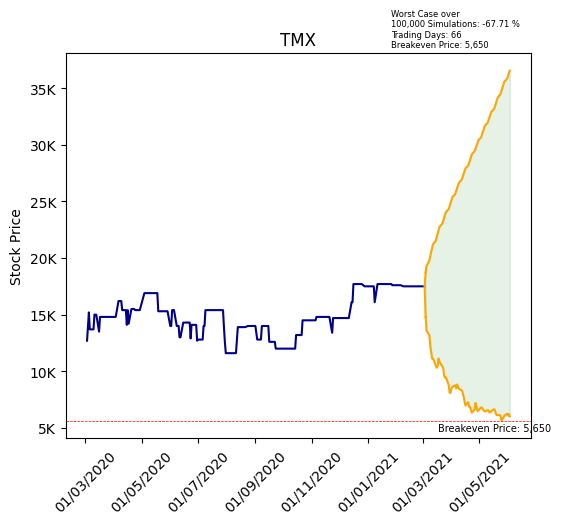 Worst Case over
100,000 Simulations: -67.71 %
Trading Days: 66
Breakeven Price: 5,650
TMX
Stock Price
35K
30K
25K
20K
15K
10K
5K
Breakeven Price: 5,650
01/03/2020
01/05/2020
01/07/2020
01/09/2020
01/11/2020
01/01/2021
01/03/2021
01/05/2021